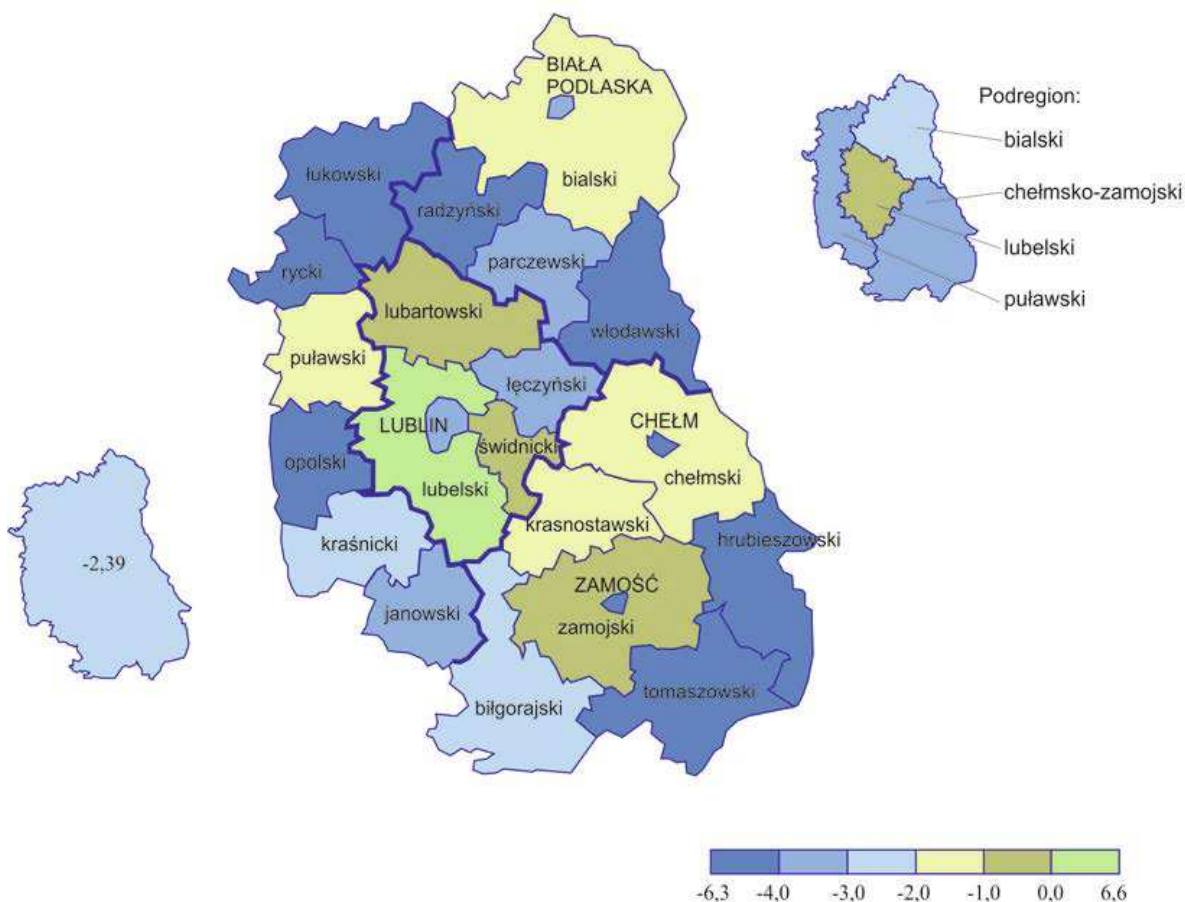 BIAŁA
PODLASKA
łukowski
bialski
radzyński
parczewski
rycki
lubartowski
włodawski
puławski
łęczyński
LUBLIN
CHEŁM
świdnicki
opolski
lubelski
chełmski
krasnostawski
kraśnicki
hrubieszowski
ZAMOŚĆ
janowski
zamojski
tomaszowski
biłgorajski
-2,39
Podregion:
bialski
chełmsko-zamojski
lubelski
puławski
-6,3 -4,0 -3,0 -2,0 -1,0 0,0 6,6